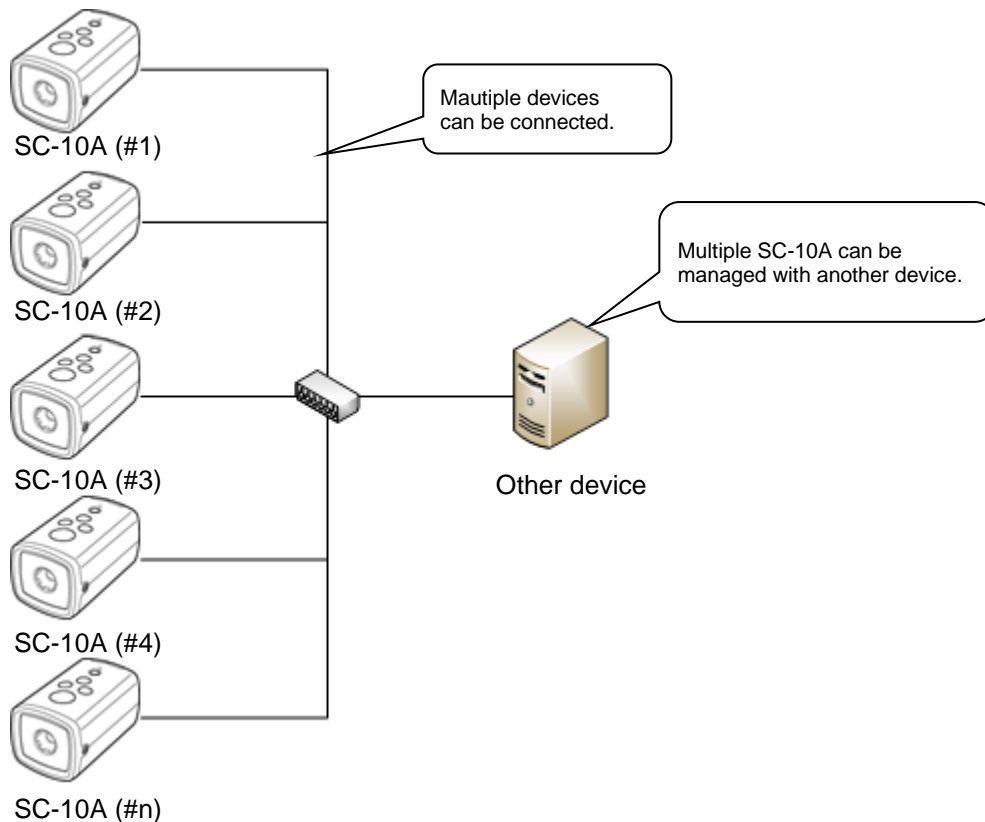 SC-10A (#1)
Mautiple devices
can be connected.
SC-10A (#2)
Multiple SC-10A can be
managed with another device.
SC-10A (#3)
Other device
SC-10A (#4)
SC-10A (#n)